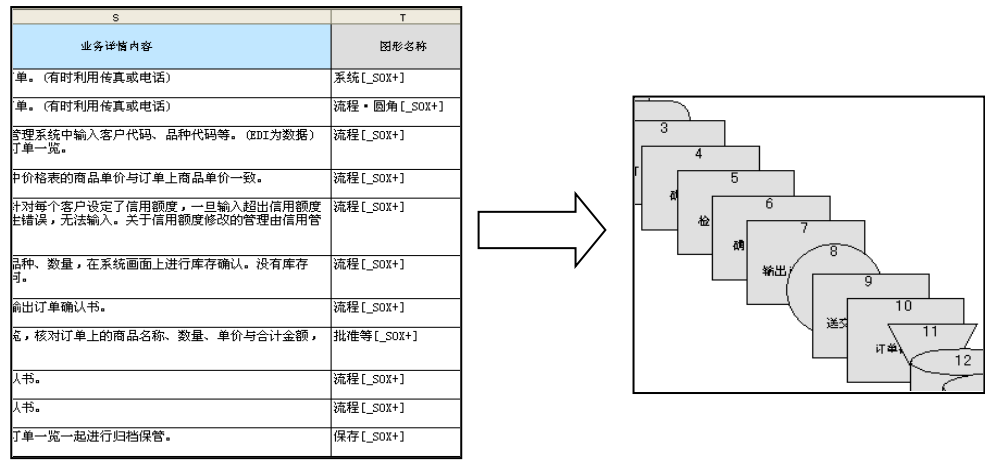 S T
业务详情内容 图形名称
单。(有时利用传真或电话) 系统[_SOX+]
单。(有时利用传真或电话) 流程・圆角[_SOX+]
管理系统中输入客户代码、品种代码等。(EDI为数据) 流程[_SOX+]
订单一览。
中价格表的商品单价与订单上商品单价一致。 流程[_SOX+]
针对每个客户设定了信用额度，一旦输入超出信用额度 流程[_SOX+]
生错误，无法输入。关于信用额度修改的管理由信用管
品种、数量，在系统画面上进行库存确认。没有库存 流程[_SOX+]
司。
输出订单确认书。 流程[_SOX+]
览，核对订单上的商品名称、数量、单价与合计金额， 批准等[_SOX+]
认书。 流程[_SOX+]
认书。 流程[_SOX+]
订单一览一起进行归档保管。 保存[_SOX+]
3
4
5
6
检
7
确
8
输出
9
10
送交
11
订单
12